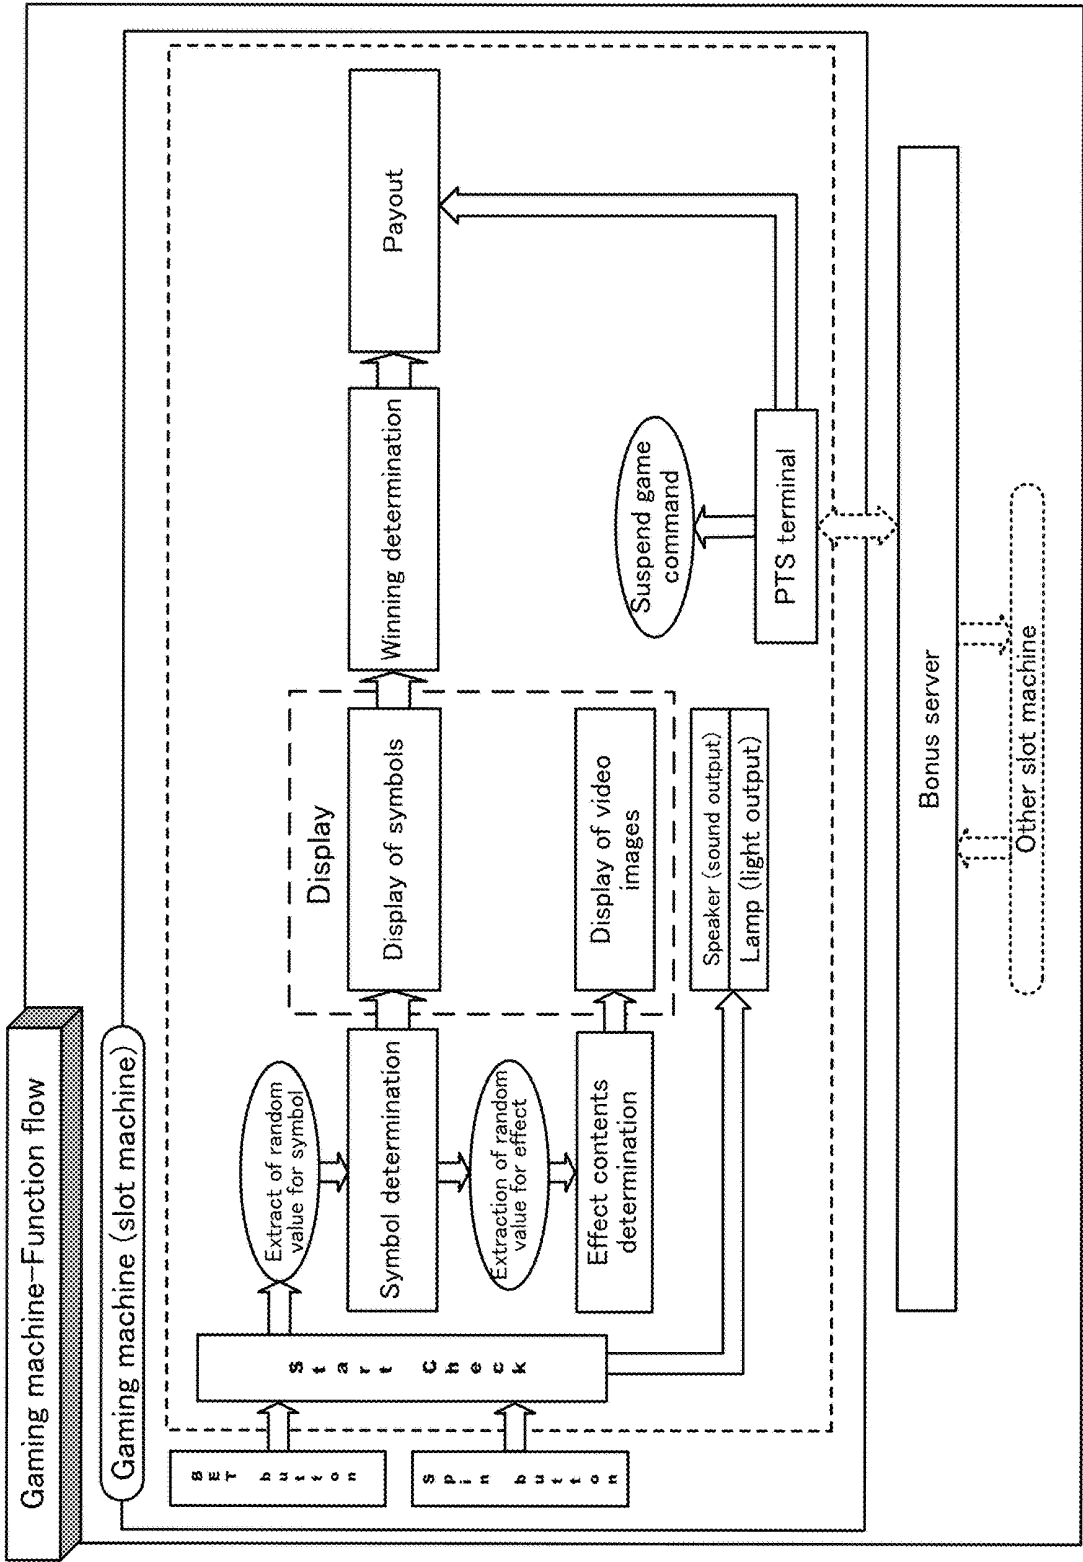 Gaming machine-Function flow
Gaming machine (slot machine)
BET button
Spin button
Start Check
Extract of random
value for symbol
Symbol determination
Extraction of random
value for effect
Effect contents
determination
Display
Display of symbols
Display of video
images
Speaker (sound output)
Lamp (light output)
Winning determination
Payout
Suspend game
command
PTS terminal
Bonus server
Other slot machine